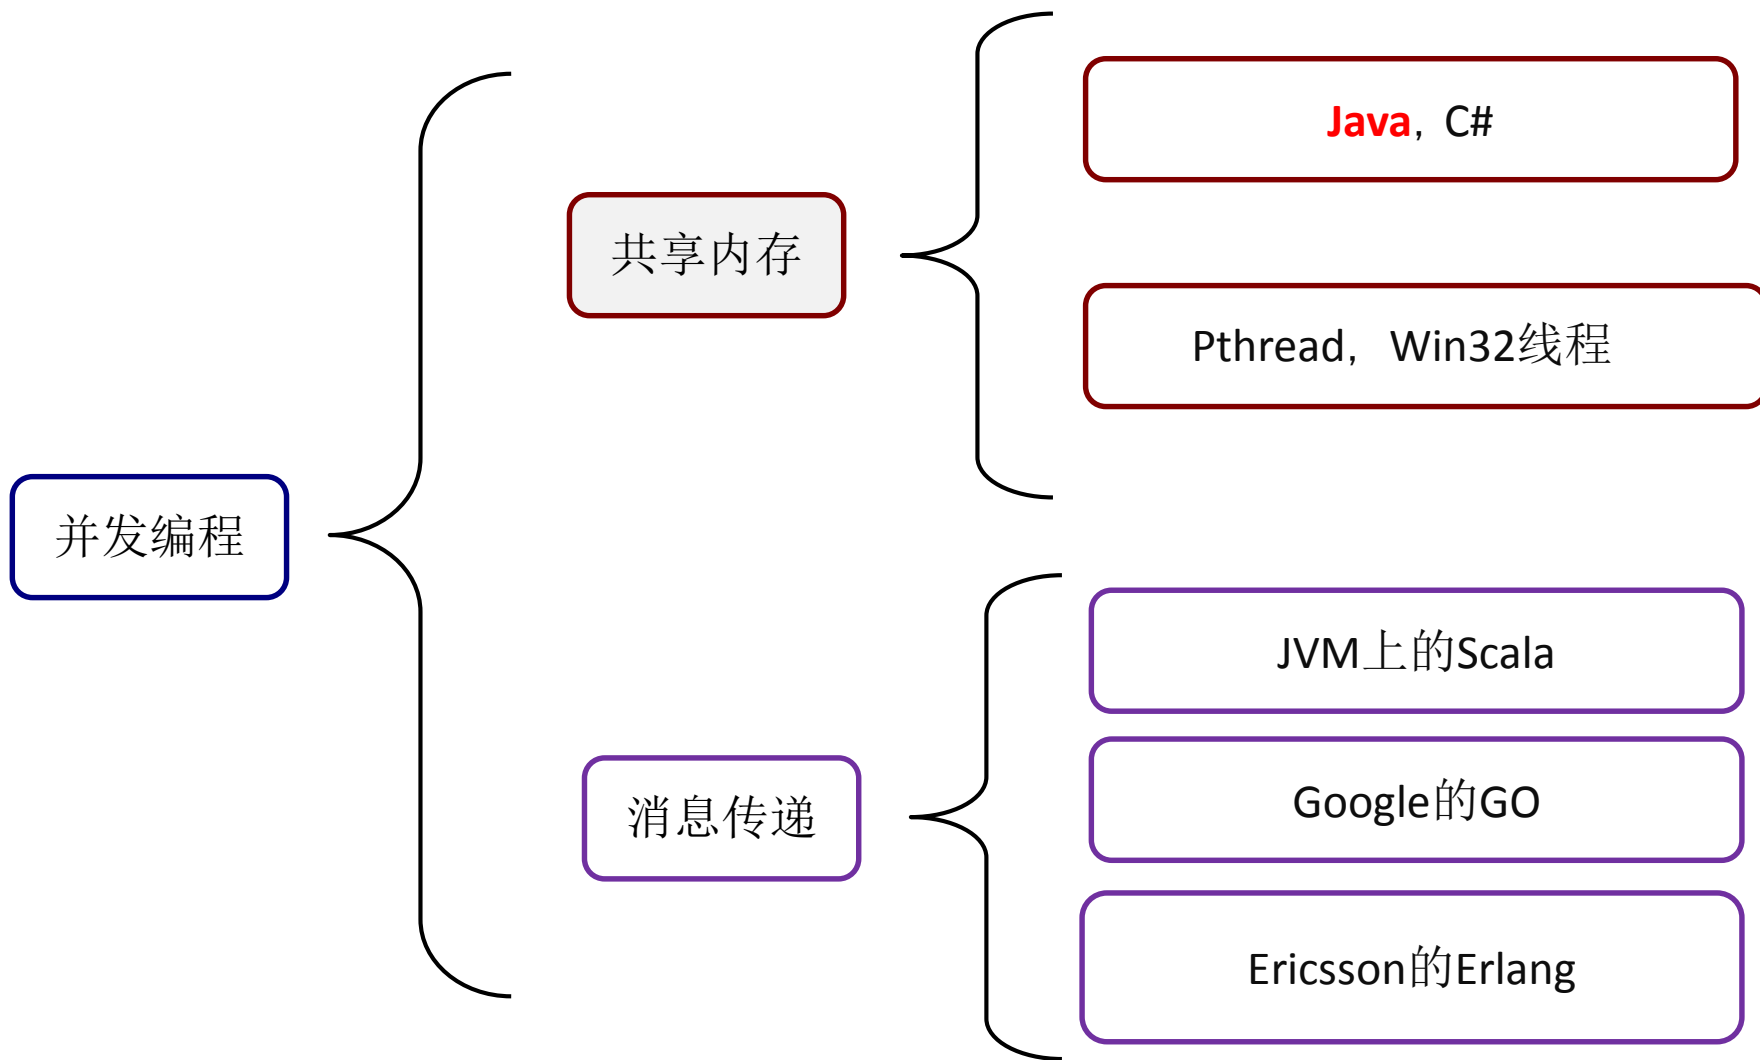 Java, C#
共享内存
Pthread, Win32线程
并发编程
JVM上的Scala
消息传递
Google的GO
Ericsson的Erlang